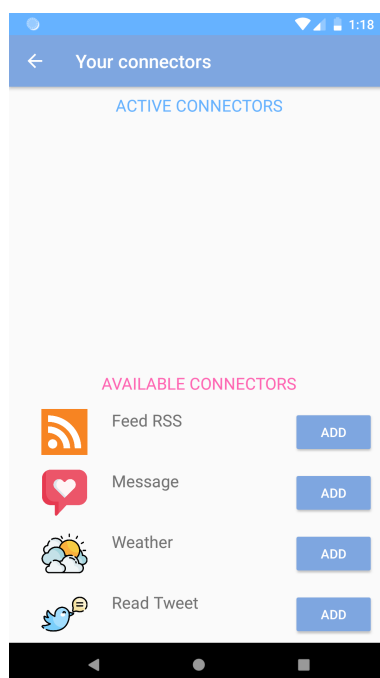 1:18
Your connectors
ACTIVE CONNECTORS
AVAILABLE CONNECTORS
Feed RSS
ADD
Message
ADD
Weather
ADD
Read Tweet
ADD